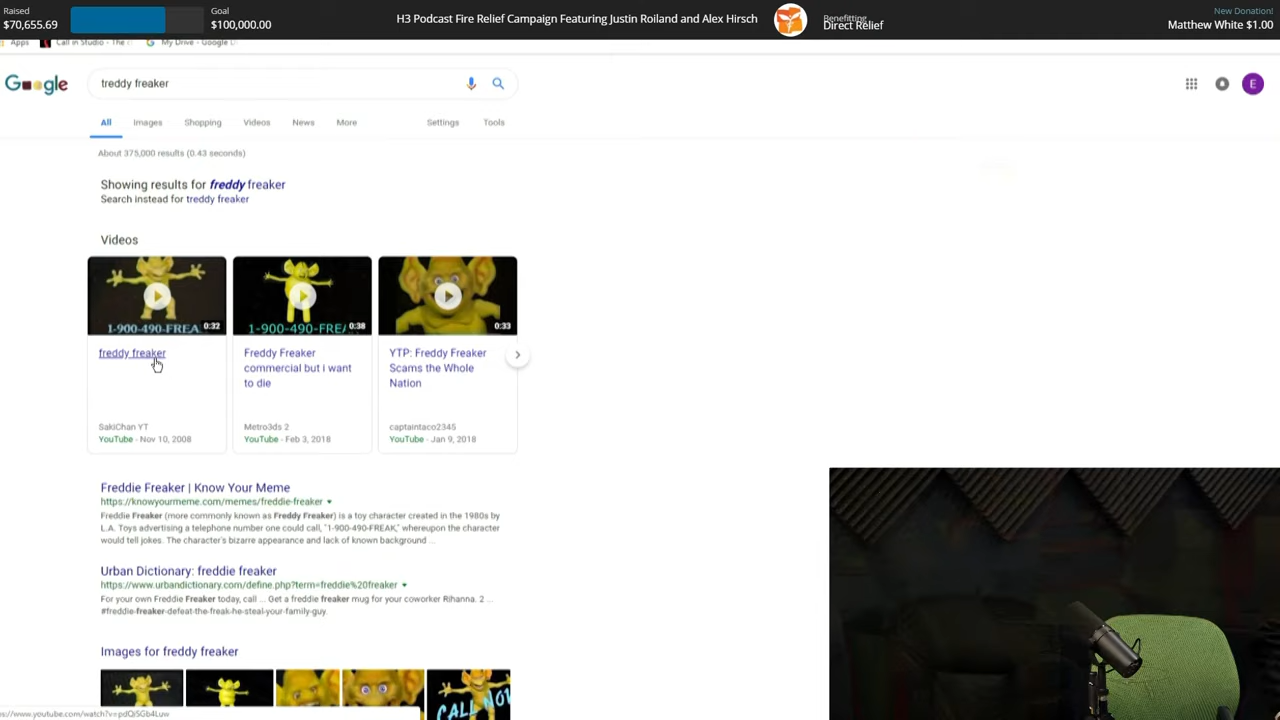 Raised
$70,655.69
Goal
$100,000.00
H3 Podcast Fire Relief Campaign Featuring Justin Roiland and Alex Hirsch
Benefitting
Direct Relief
New Donation!
Matthew White $1.00
Apps
Call in Studio - The
My Drive - Google D
Google
treddy freaker
E
All
Images
Shopping
Videos
News
More
Settings
Tools
About 375,000 results (0.43 seconds)
Showing results for freddy freaker
Search instead for treddy freaker
Videos
1-900-490-FREA
0:32
1-900-490-FRE
0:38
0:33
freddy freaker
SakiChan YT
YouTube - Nov 10, 2008
Freddy Freaker
commercial but i want
to die
Metro3ds 2
YouTube - Feb 3, 2018
YTP: Freddy Freaker
Scams the Whole
Nation
captaintaco2345
YouTube - Jan 9, 2018
Freddie Freaker | Know Your Meme
https://knowyourmeme.com/memes/freddie-freaker
Freddie Freaker (more commonly known as Freddy Freaker) is a toy character created in the 1980s by
L.A. Toys advertising a telephone number one could call, "1-900-490-FREAK," whereupon the character
would tell jokes. The character's bizarre appearance and lack of known background ...
Urban Dictionary: freddie freaker
https://www.urbandictionary.com/define.php?term=freddie%20freaker
For your own Freddie Freaker today, call ... Get a freddie freaker mug for your coworker Rihanna. 2 ...
#freddie-freaker-defeat-the-freak-he-steal-your-family-guy.
Images for freddy freaker
CALL NOW